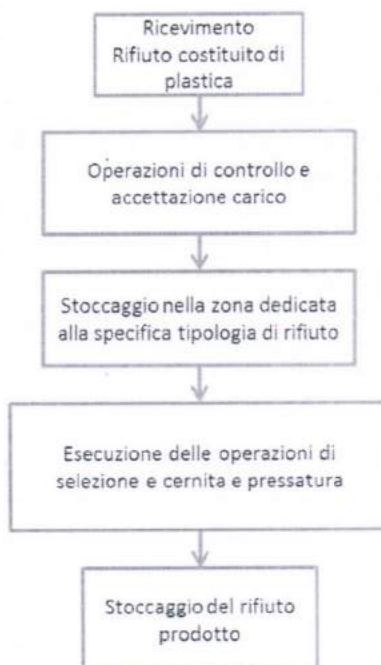 Ricevimento
Rifiuto costituito di
plastica
Operazioni di controllo e
accettazione carico
Stoccaggio nella zona dedicata
alla specifica tipologia di rifiuto
Esecuzione delle operazioni di
selezione e cernita e pressatura
Stoccaggio del rifiuto
prodotto